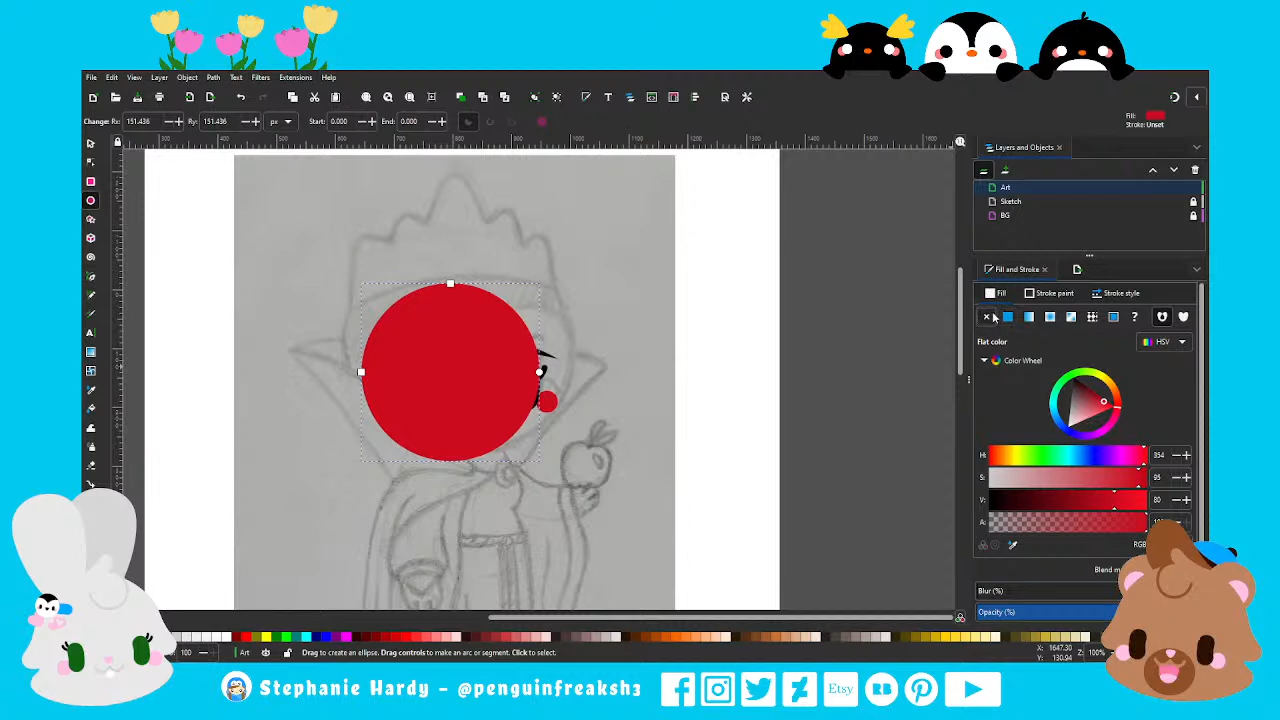 File Edit View Layer Object Path Text Filters Extensions Help
Change: Rx: 151.436 Ry: 151.436 px Start: 0.000 End: 0.000
Fill:
Stroke: Unset
Layers and Objects
Art
Sketch
BG
Fill and Stroke
Fill Stroke paint Stroke style
Flat color HSV
Color Wheel
H: 354
S: 95
V: 80
A:
Blur (%)
Opacity (%)
100 Art Drag to create an ellipse. Drag controls to make an arc or segment. Click to select. X: 1647.30 Z: 100%
Y: 130.94
Stephanie Hardy - @penguinfreaksh3 Etsy